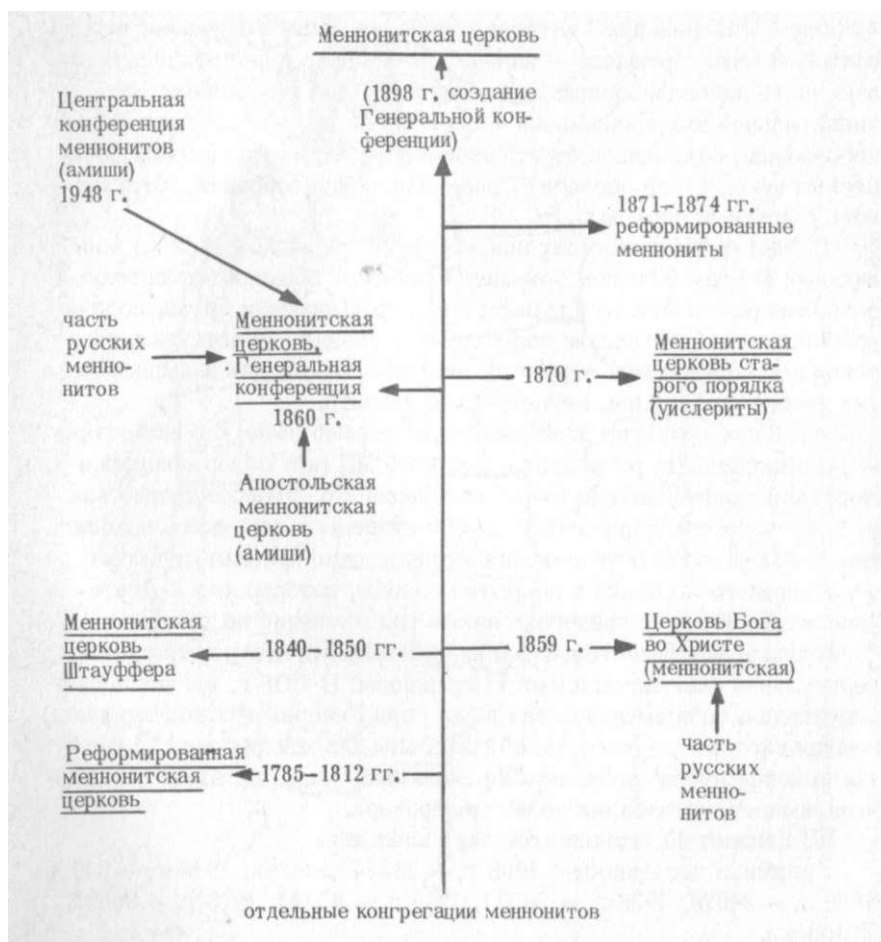 Меннонитская церковь
(1898 г. создание
Генеральной кон-
ференции)
Центральная
конференция
меннонитов
(амиши)
1948 г.
1871–1874 гг.
реформированные
меннониты
часть
русских
менно-
нитов
Меннонитская
церковь,
Генеральная
конференция
1860 г.
1870 г.
Меннонитская
церковь ста-
рого порядка
(уислериты)
Апостольская
меннонитская
церковь
(амиши)
Меннонитская
церковь
Штауффера
1840–1850 гг.
1859 г.
Церковь Бога
во Христе
(меннонитская)
часть
русских
менно-
нитов
Реформированная
меннонитская
церковь
1785–1812 гг.
отдельные конгрегации меннонитов